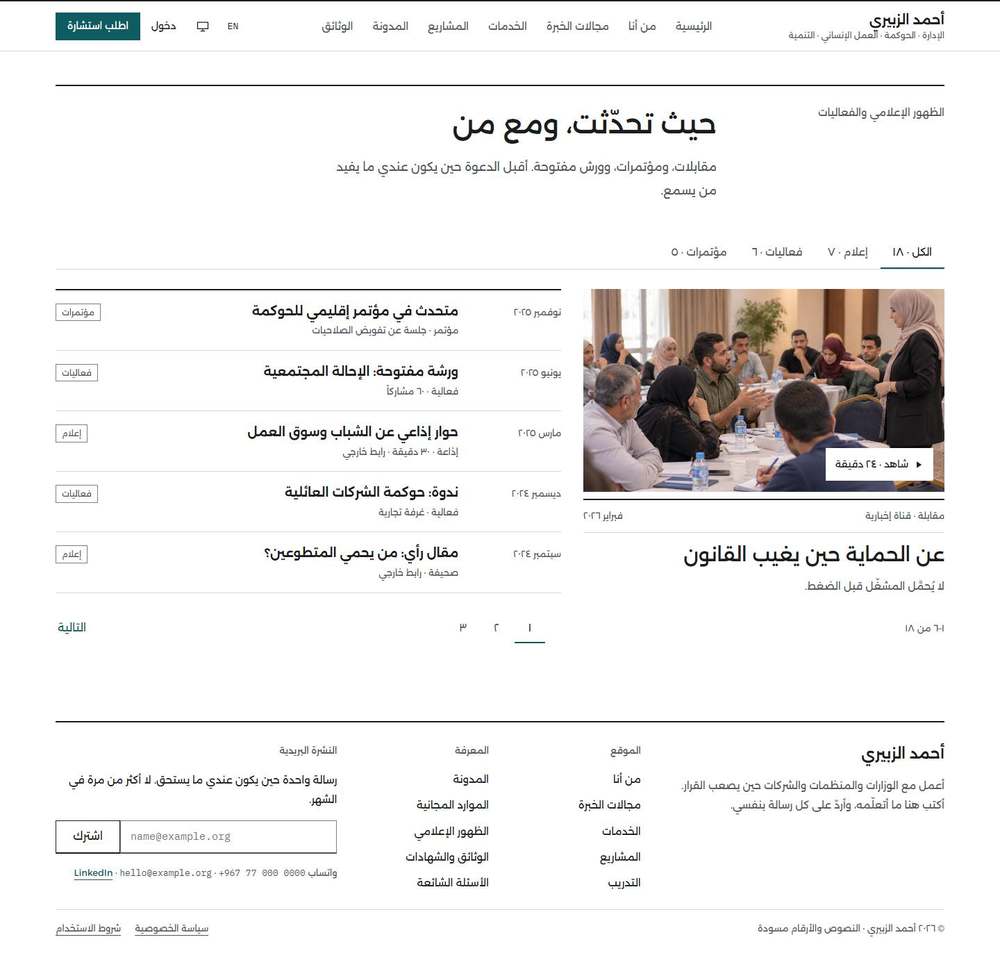 أحمد الزبيري
الإدارة · الحوكمة · العمل الإنساني · التنمية
الرئيسية من أنا مجالات الخبرة الخدمات المشاريع المدونة الوثائق
EN
دخول
اطلب استشارة
الظهور الإعلامي والفعاليات
حيث تحدّثت، ومع من
مقابلات، ومؤتمرات، وورش مفتوحة. أقبل الدعوة حين يكون عندي ما يفيد
من يسمع.
الكل · ١٨ إعلام · ٧ فعاليات · ٦ مؤتمرات · ٥
شاهد · ٢٤ دقيقة
مقابلة · قناة إخبارية
فبراير ٢٠٢٦
عن الحماية حين يغيب القانون
لا يُحمَّل المشغّل قبل الضغط.
نوفمبر ٢٠٢٥
متحدث في مؤتمر إقليمي للحوكمة
مؤتمرات
مؤتمر · جلسة عن تفويض الصلاحيات
يونيو ٢٠٢٥
ورشة مفتوحة: الإحالة المجتمعية
فعاليات
فعالية · ٦٠ مشاركاً
مارس ٢٠٢٥
حوار إذاعي عن الشباب وسوق العمل
إعلام
إذاعة · ٣٠ دقيقة · رابط خارجي
ديسمبر ٢٠٢٤
ندوة: حوكمة الشركات العائلية
فعاليات
فعالية · غرفة تجارية
سبتمبر ٢٠٢٤
مقال رأي: من يحمي المتطوعين؟
إعلام
صحيفة · رابط خارجي
١-٦ من ١٨
١ ٢ ٣
التالية
أحمد الزبيري
أعمل مع الوزارات والمنظمات والشركات حين يصعب القرار.
أكتب هنا ما أتعلّمه، وأردّ على كل رسالة بنفسي.
الموقع
من أنا
مجالات الخبرة
الخدمات
المشاريع
التدريب
المعرفة
المدونة
الموارد المجانية
الظهور الإعلامي
الوثائق والشهادات
الأسئلة الشائعة
النشرة البريدية
رسالة واحدة حين يكون عندي ما يستحق. لا أكثر من مرة في
الشهر.
name@example.org
اشترك
واتساب +967 77 000 0000 · hello@example.org · LinkedIn
© ٢٠٢٦ أحمد الزبيري · النصوص والأرقام مسودة
سياسة الخصوصية شروط الاستخدام